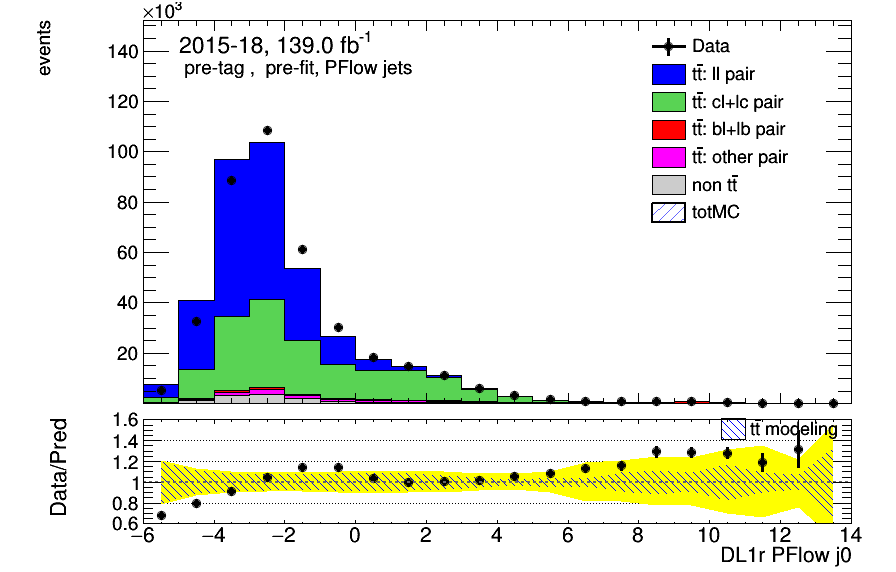 ×10³
events
140
120
100
80
60
40
20
2015-18, 139.0 fb⁻¹
pre-tag , pre-fit, PFlow jets
Data
tt̄: ll pair
tt̄: cl+lc pair
tt̄: bl+lb pair
tt̄: other pair
non tt̄
totMC
Data/Pred
1.6
1.4
1.2
1
0.8
0.6
tt̄ modeling
−6 −4 −2 0 2 4 6 8 10 12 14
DL1r PFlow j0